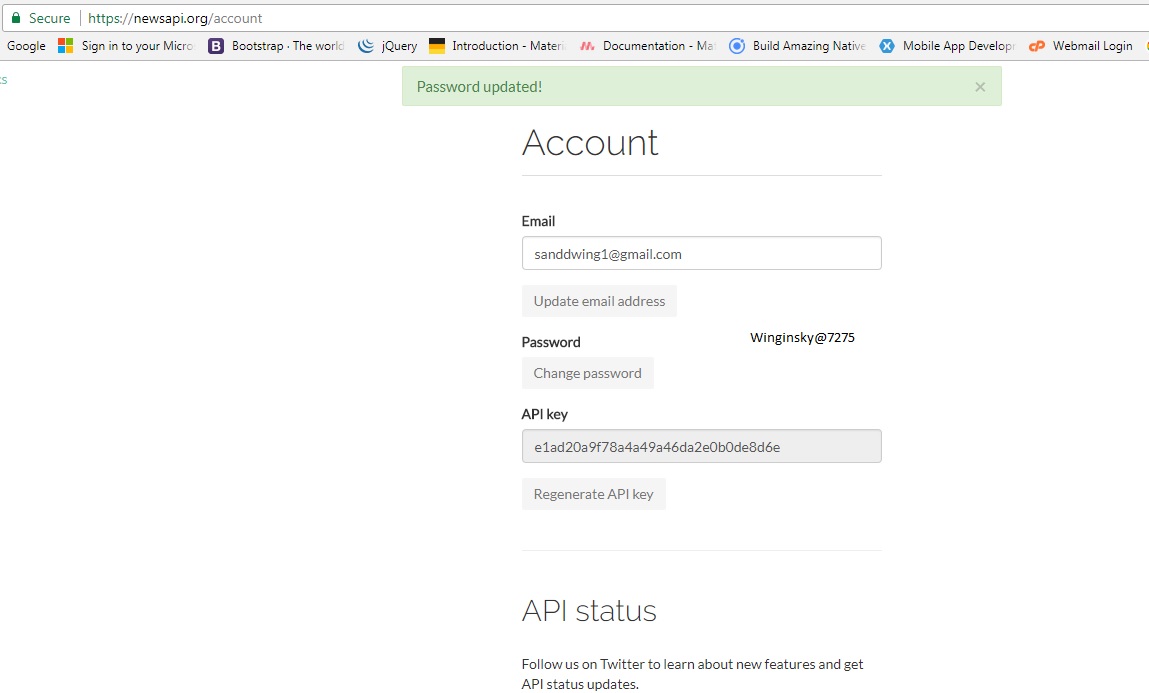 Secure https://newsapi.org/account
Google Sign in to your Micro Bootstrap · The world jQuery Introduction - Materi Documentation - Ma Build Amazing Native Mobile App Develop Webmail Login
ks
Password updated! ×
Account
Email
sanddwing1@gmail.com
Update email address
Winginsky@7275
Password
Change password
API key
e1ad20a9f78a4a49a46da2e0b0de8d6e
Regenerate API key
API status
Follow us on Twitter to learn about new features and get
API status updates.